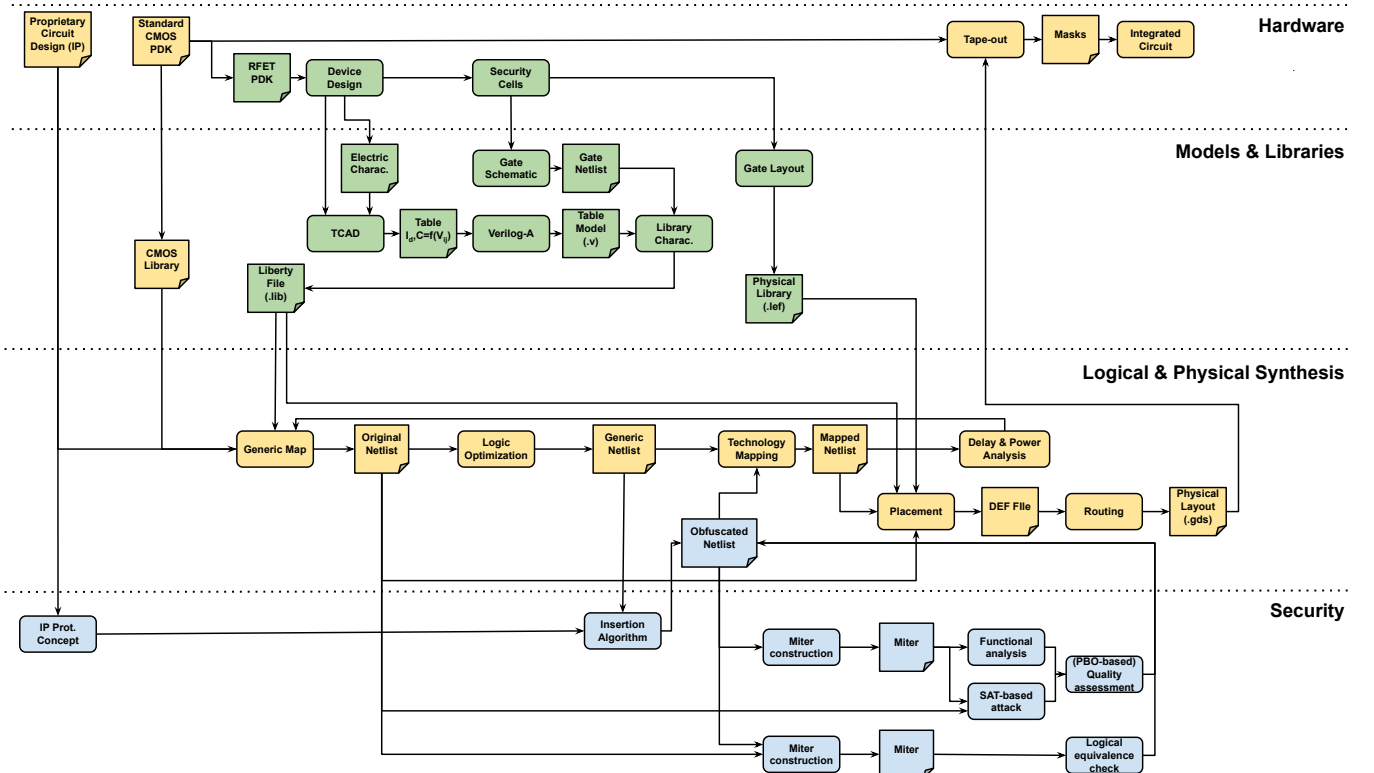 Hardware
Proprietary
Circuit
Design (IP)
Standard
CMOS
PDK
Tape-out
Masks
Integrated
Circuit
RFET
PDK
Device
Design
Security
Cells
Models & Libraries
Electric
Charac.
Gate
Schematic
Gate
Netlist
Gate Layout
TCAD
Table
Id,C=f(Vij)
Verilog-A
Table
Model
(.v)
Library
Charac.
CMOS
Library
Liberty
File
(.lib)
Physical
Library
(.lef)
Logical & Physical Synthesis
Generic Map
Original
Netlist
Logic
Optimization
Generic
Netlist
Technology
Mapping
Mapped
Netlist
Delay & Power
Analysis
Placement
DEF FIle
Routing
Physical
Layout
(.gds)
Obfuscated
Netlist
Security
IP Prot.
Concept
Insertion
Algorithm
Miter
construction
Miter
Functional
analysis
SAT-based
attack
(PBO-based)
Quality
assessment
Miter
construction
Miter
Logical
equivalence
check